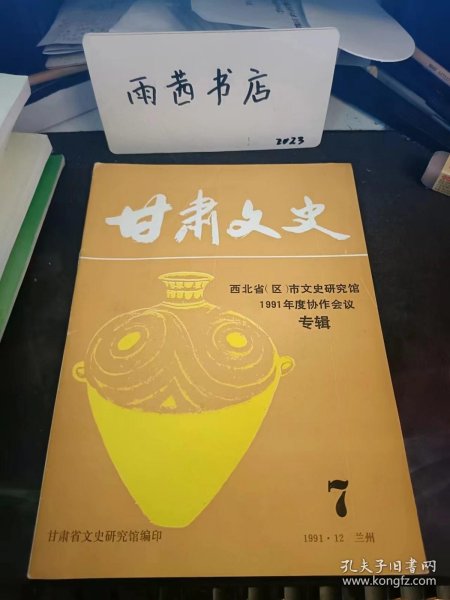 雨茜书店
2023
甘肃文史
西北省(区)市文史研究馆
1991年度协作会议
专辑
7
甘肃省文史研究馆编印
1991·12 兰州
孔夫子旧书网
www.kongfz.com